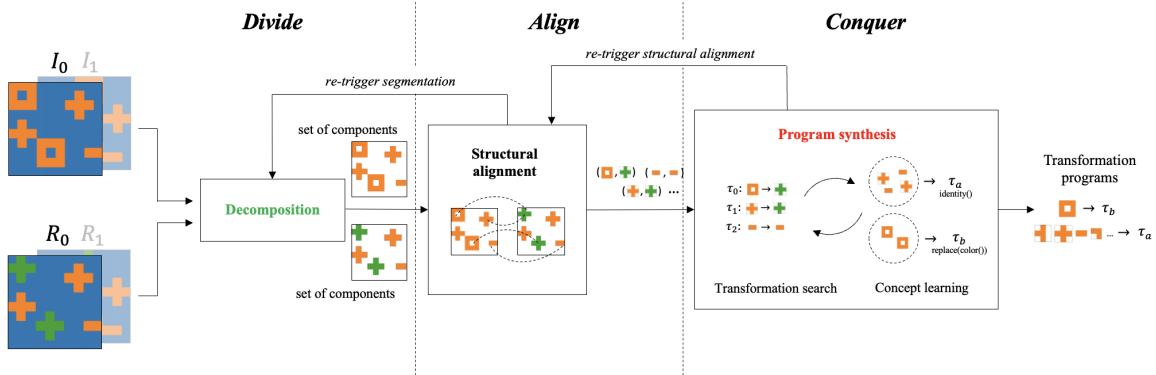 Divide
Align
Conquer
I₀ I₁
re-trigger structural alignment
re-trigger segmentation
set of components
Structural
alignment
Program synthesis
( , ) ( , )
( , ) ...
τ₀: →
τ₁: →
τ₂: →
→ τₐ
identity()
→ τ_b
replace(color())
Transformation search
Concept learning
Transformation
programs
→ τ_b
... → τₐ
Decomposition
R₀ R₁
set of components